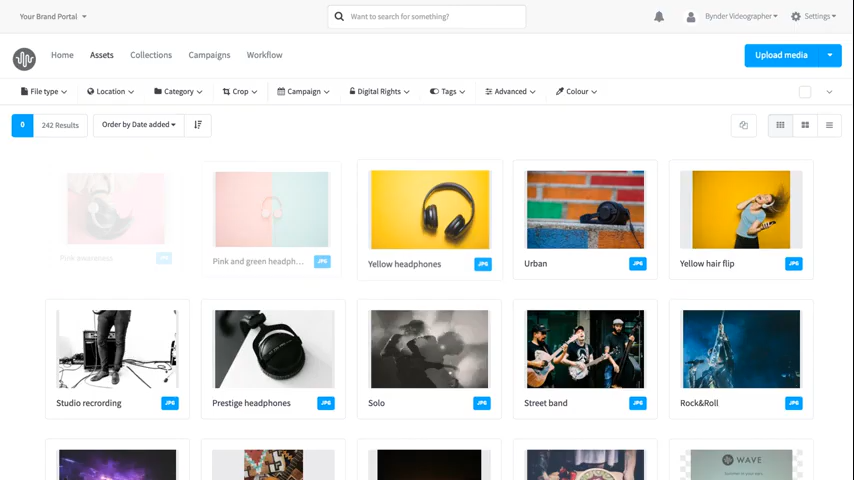 Your Brand Portal
Want to search for something?
Bynder Videographer
Settings
Home
Assets
Collections
Campaigns
Workflow
Upload media
File type
Location
Category
Crop
Campaign
Digital Rights
Tags
Advanced
Colour
0
242 Results
Order by Date added
Pink awareness
JPG
Pink and green headph...
JPG
Yellow headphones
JPG
Urban
JPG
Yellow hair flip
JPG
Studio recrording
JPG
Prestige headphones
JPG
Solo
JPG
Street band
JPG
Rock&Roll
JPG
WAVE